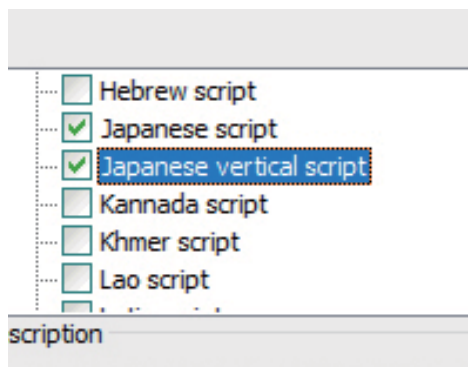 Hebrew script
Japanese script
Japanese vertical script
Kannada script
Khmer script
Lao script
scription